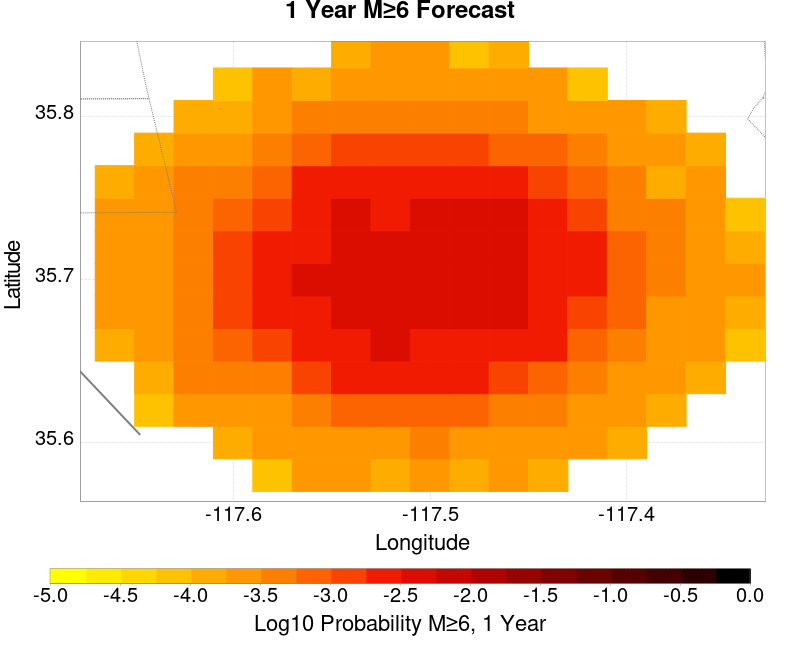 1 Year M≥6 Forecast
35.8
35.7
35.6
Latitude
-117.6 -117.5 -117.4
Longitude
-5.0 -4.5 -4.0 -3.5 -3.0 -2.5 -2.0 -1.5 -1.0 -0.5 0.0
Log10 Probability M≥6, 1 Year